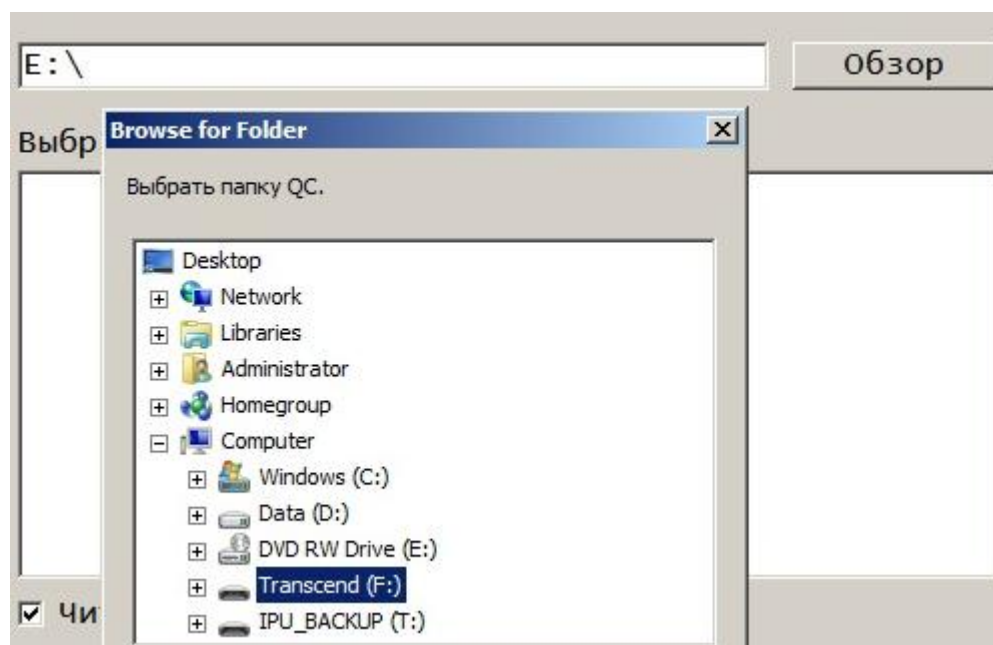 E:\
Обзор
Выбр
Browse for Folder
Выбрать папку QC.
Desktop
Network
Libraries
Administrator
Homegroup
Computer
Windows (C:)
Data (D:)
DVD RW Drive (E:)
Transcend (F:)
IPU_BACKUP (T:)
Чи